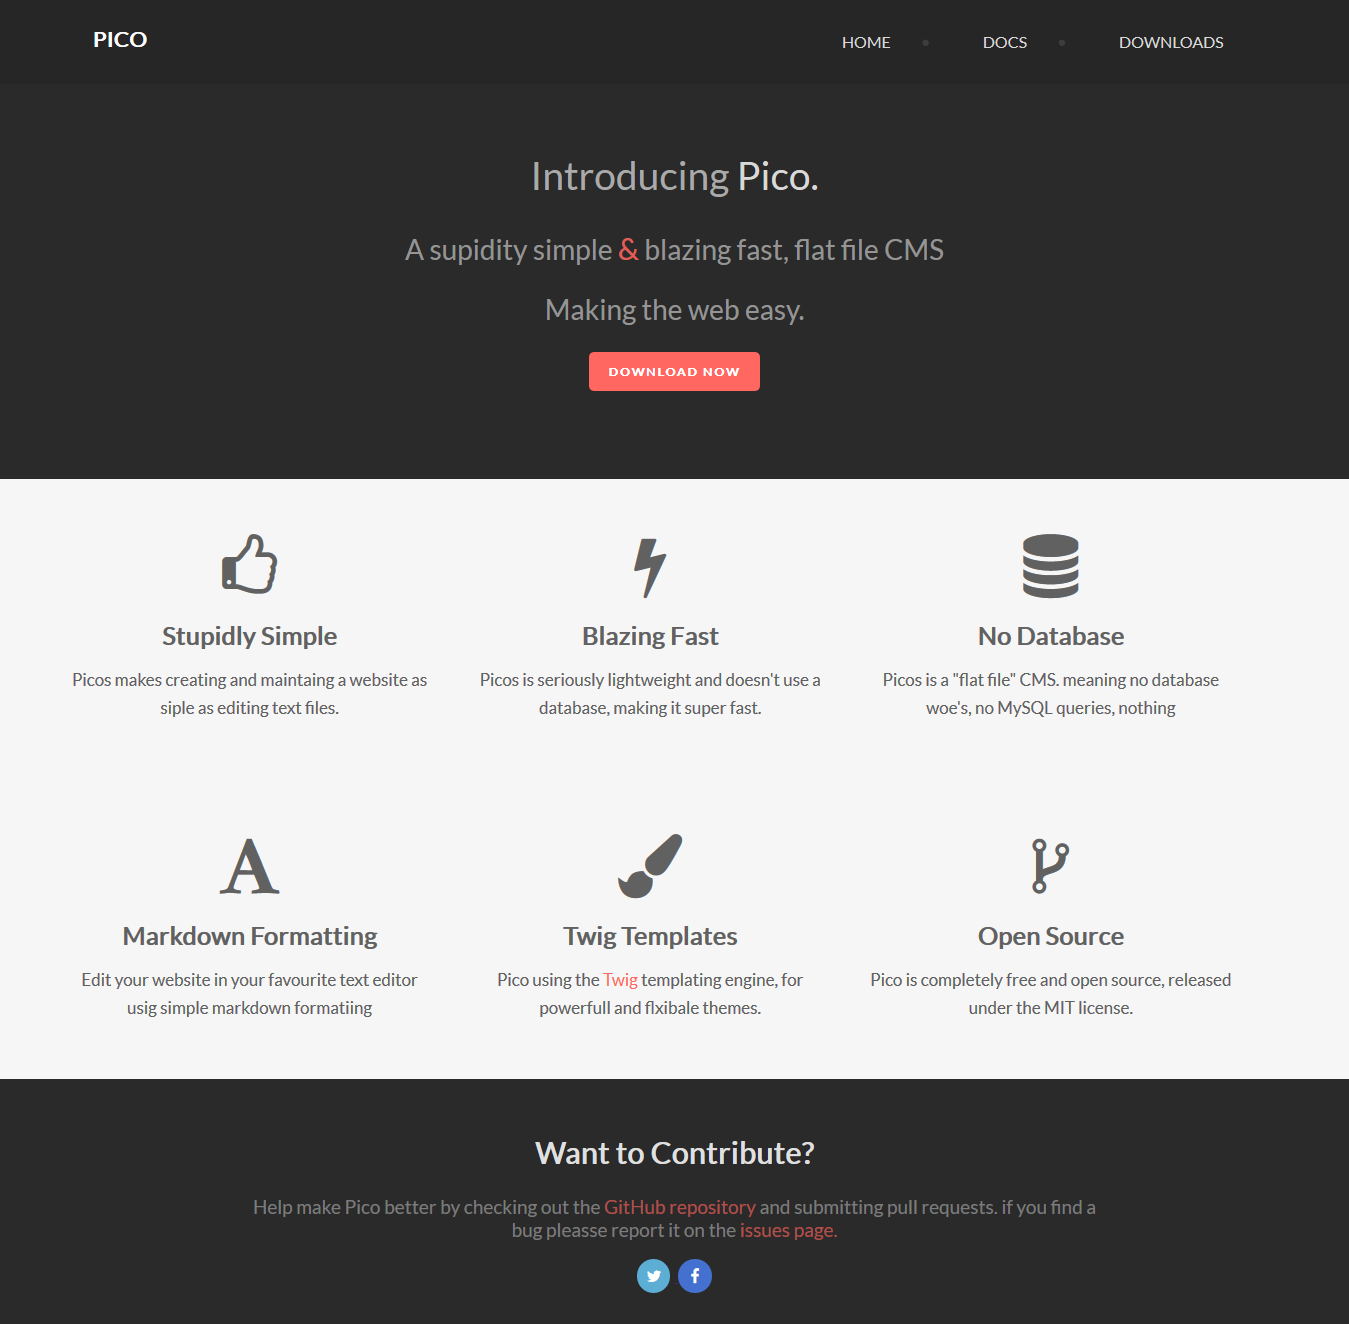 PICO
HOME
DOCS
DOWNLOADS
Introducing Pico.
A supidity simple & blazing fast, flat file CMS
Making the web easy.
DOWNLOAD NOW
Stupidly Simple
Picos makes creating and maintaing a website as
siple as editing text files.
Blazing Fast
Picos is seriously lightweight and doesn't use a
database, making it super fast.
No Database
Picos is a "flat file" CMS. meaning no database
woe's, no MySQL queries, nothing
Markdown Formatting
Edit your website in your favourite text editor
usig simple markdown formatiing
Twig Templates
Pico using the Twig templating engine, for
powerfull and flxibale themes.
Open Source
Pico is completely free and open source, released
under the MIT license.
Want to Contribute?
Help make Pico better by checking out the GitHub repository and submitting pull requests. if you find a
bug pleasse report it on the issues page.